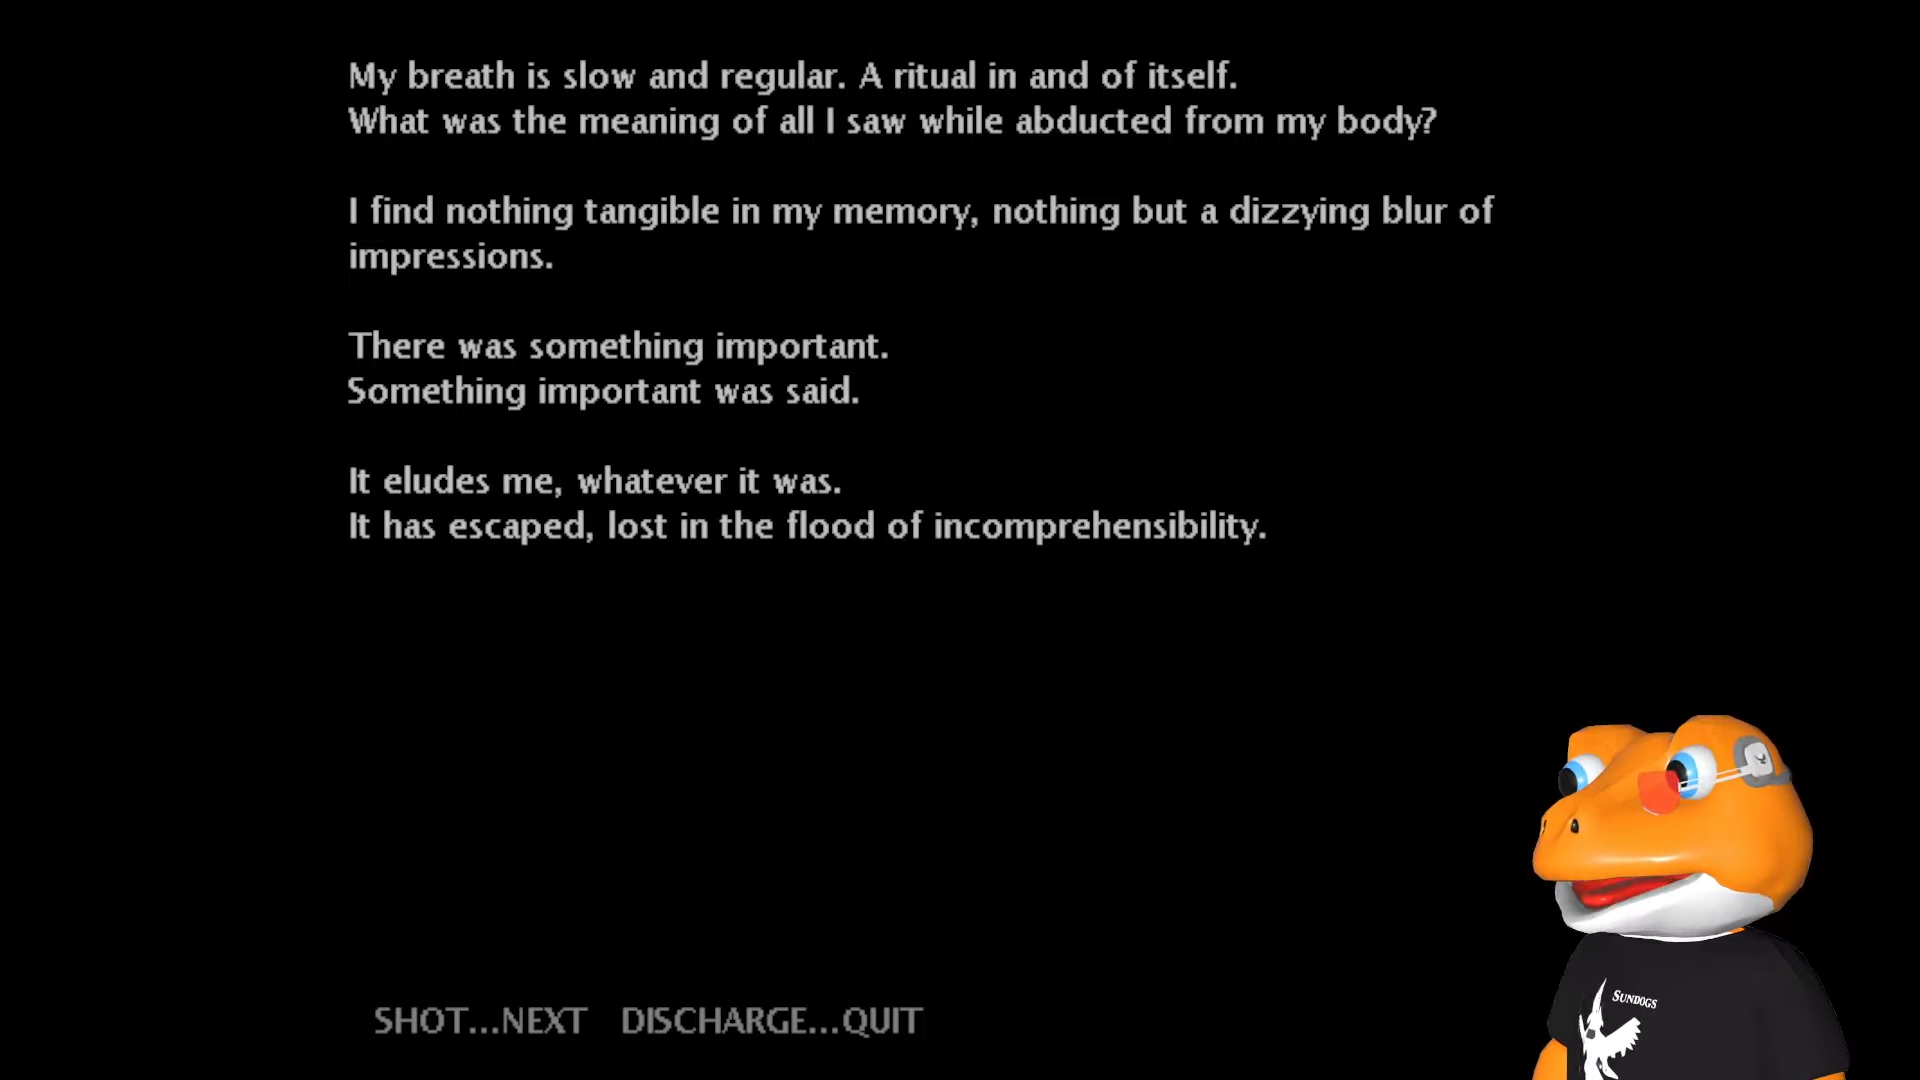 My breath is slow and regular. A ritual in and of itself.
What was the meaning of all I saw while abducted from my body?
I find nothing tangible in my memory, nothing but a dizzying blur of
impressions.
There was something important.
Something important was said.
It eludes me, whatever it was.
It has escaped, lost in the flood of incomprehensibility.
SHOT...NEXT DISCHARGE...QUIT
SUNDOGS